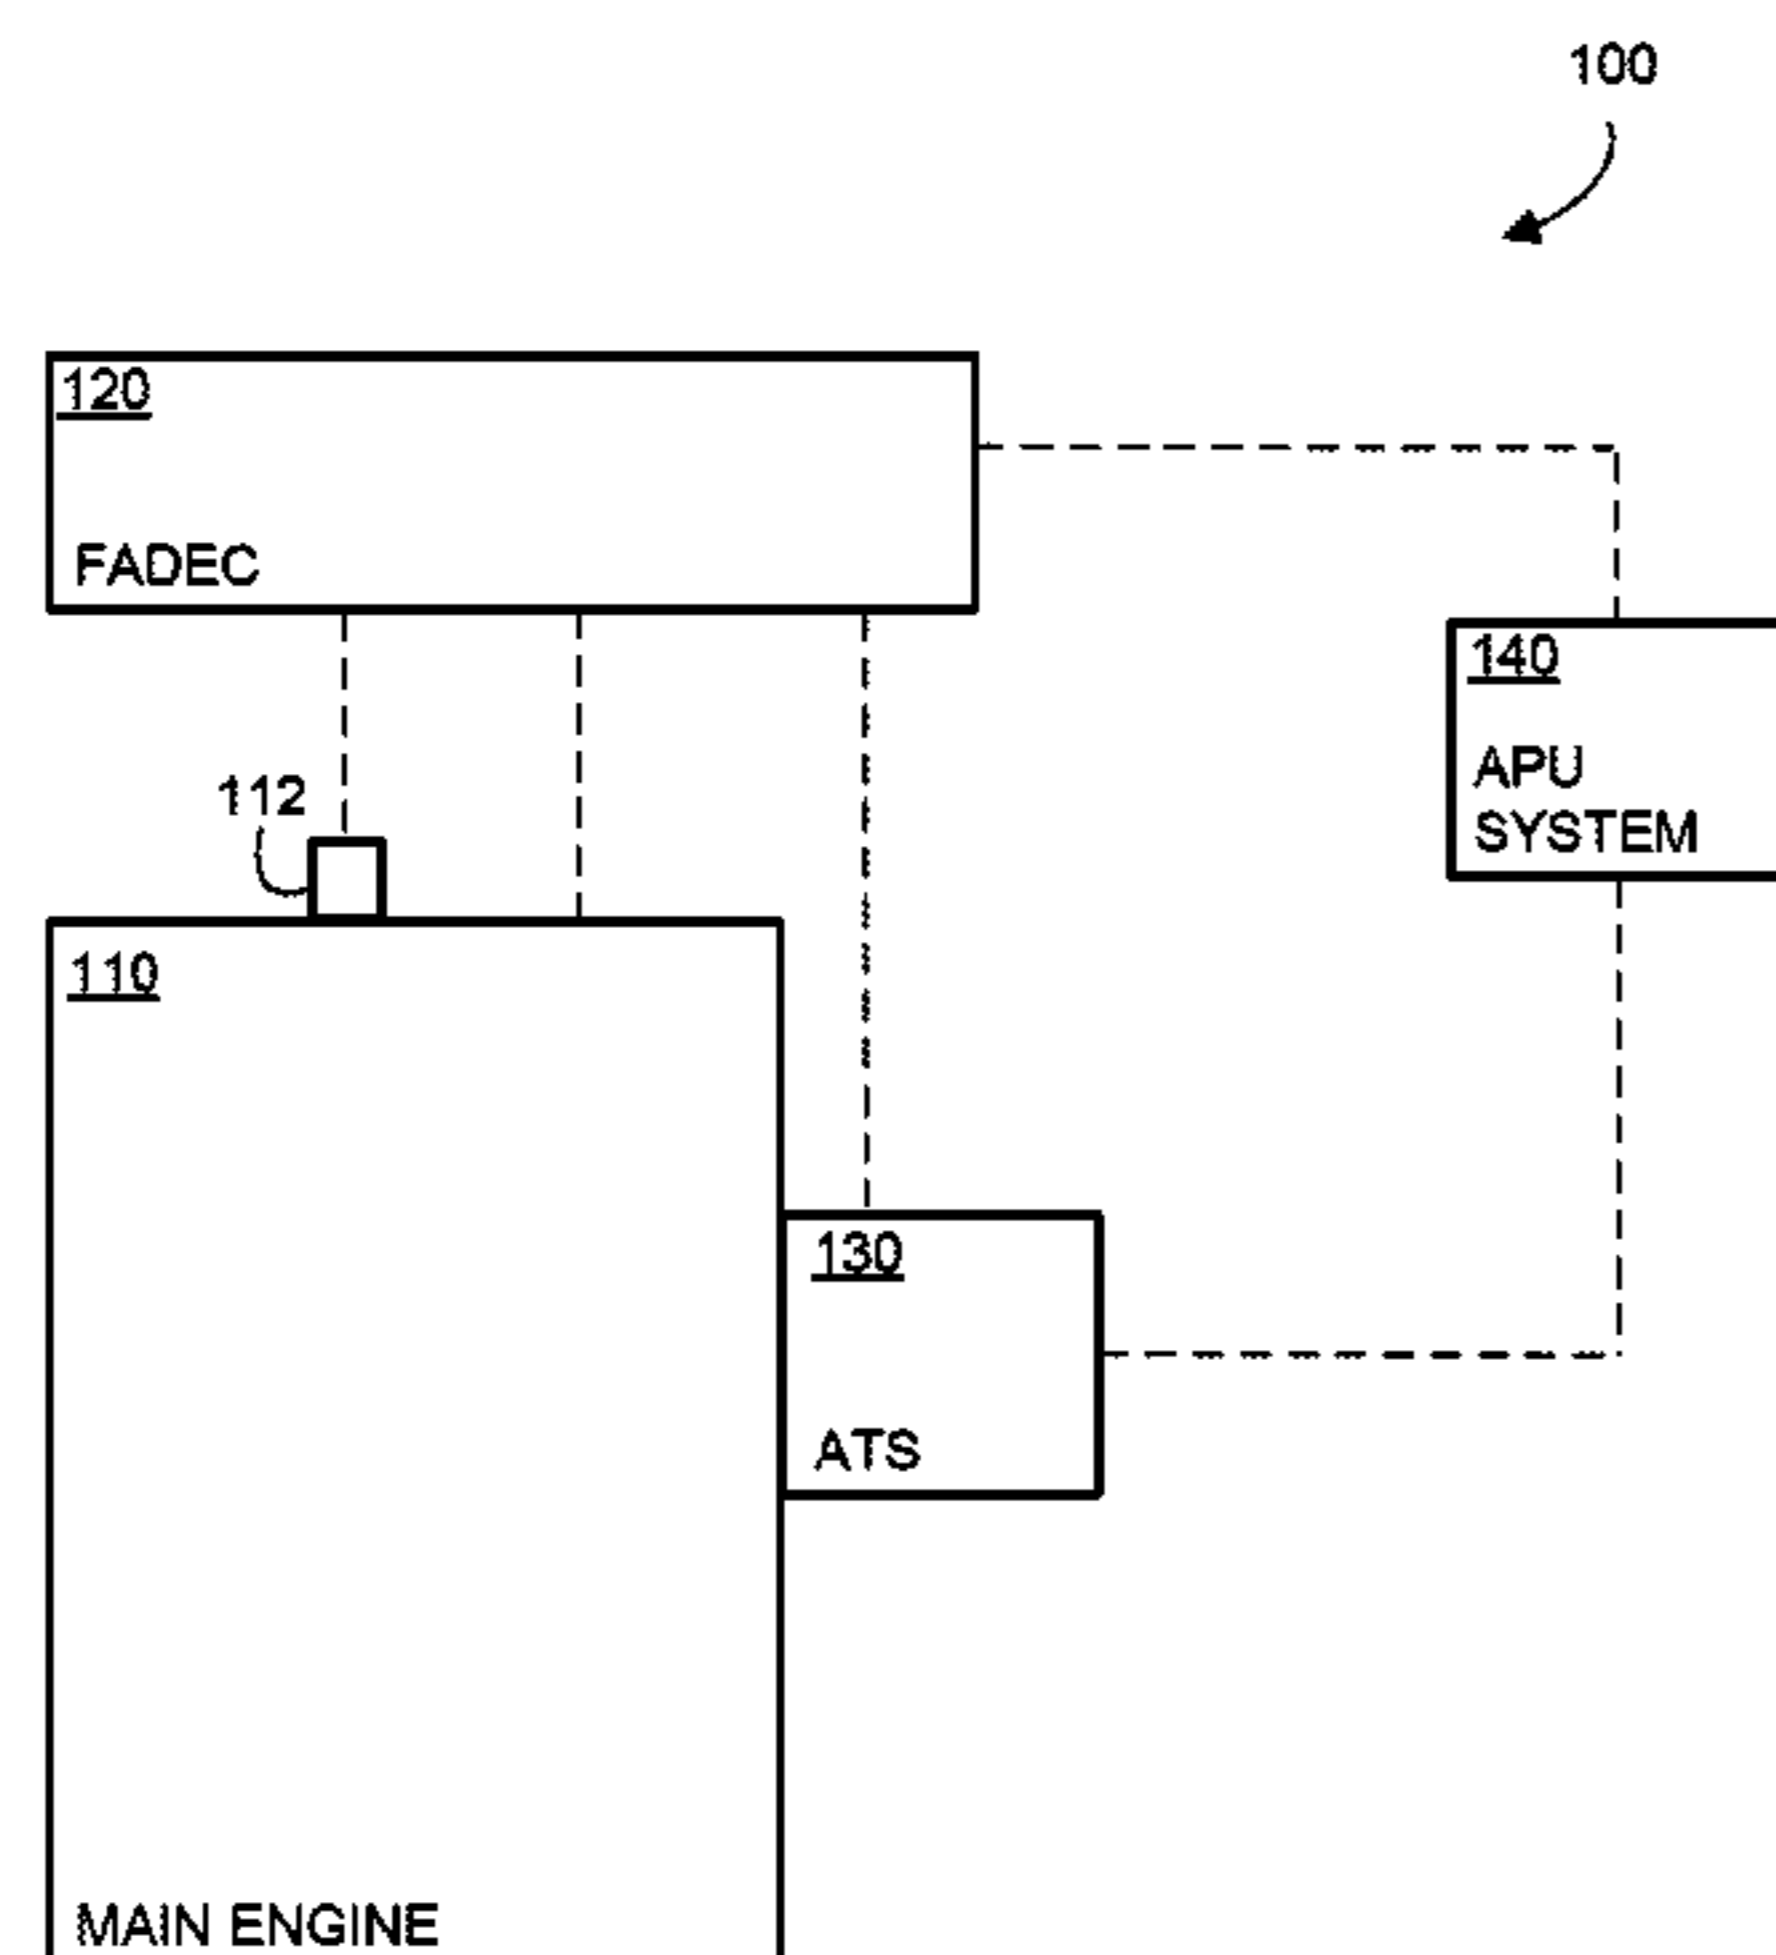 100
120
FADEC
140
APU
SYSTEM
112
110
130
ATS
MAIN ENGINE